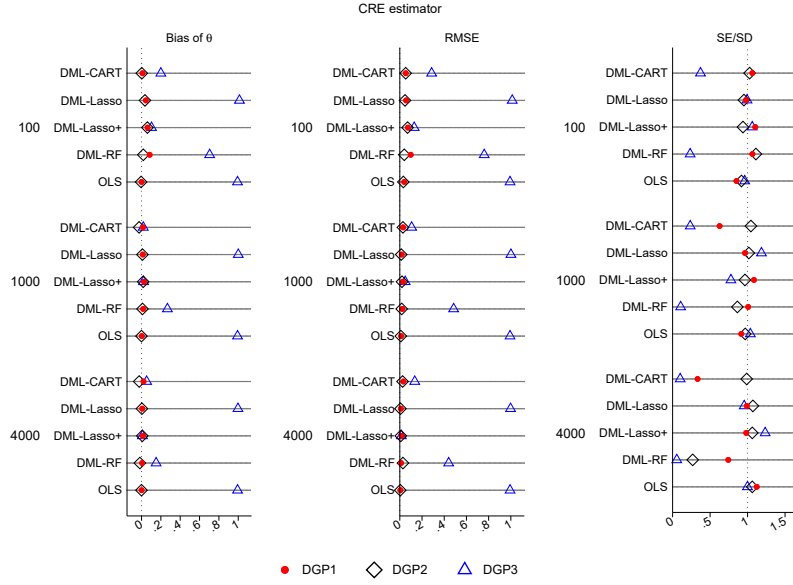 CRE estimator
Bias of θ
DML-CART
DML-Lasso
100 DML-Lasso+
DML-RF
OLS
DML-CART
DML-Lasso
1000 DML-Lasso+
DML-RF
OLS
DML-CART
DML-Lasso
4000 DML-Lasso+
DML-RF
OLS
0 .2 .4 .6 .8 1
RMSE
DML-CART
DML-Lasso
100 DML-Lasso+
DML-RF
OLS
DML-CART
DML-Lasso
1000 DML-Lasso+
DML-RF
OLS
DML-CART
DML-Lasso
4000 DML-Lasso+
DML-RF
OLS
0 .2 .4 .6 .8 1
SE/SD
DML-CART
DML-Lasso
100 DML-Lasso+
DML-RF
OLS
DML-CART
DML-Lasso
1000 DML-Lasso+
DML-RF
OLS
DML-CART
DML-Lasso
4000 DML-Lasso+
DML-RF
OLS
0 .5 1 1.5
DGP1 DGP2 DGP3